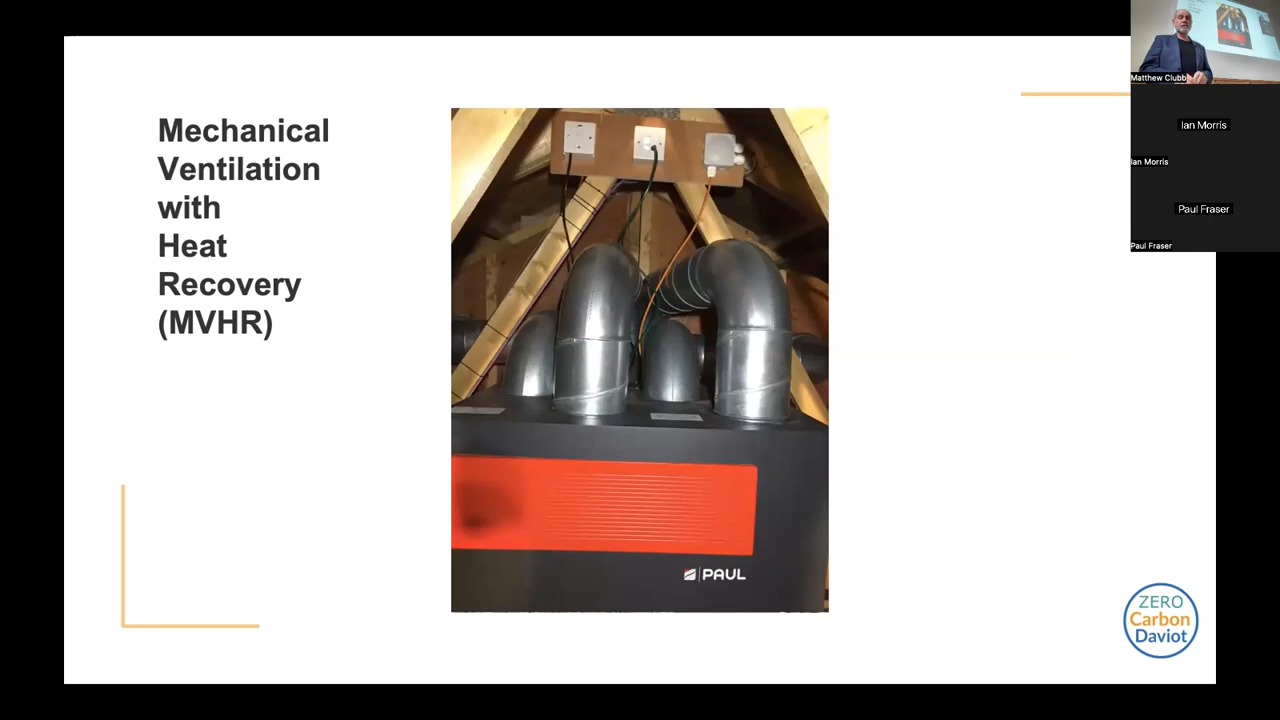 Mechanical
Ventilation
with
Heat
Recovery
(MVHR)
PAUL
ZERO
Carbon
Daviot
Matthew Clubb
Ian Morris
Ian Morris
Paul Fraser
Paul Fraser